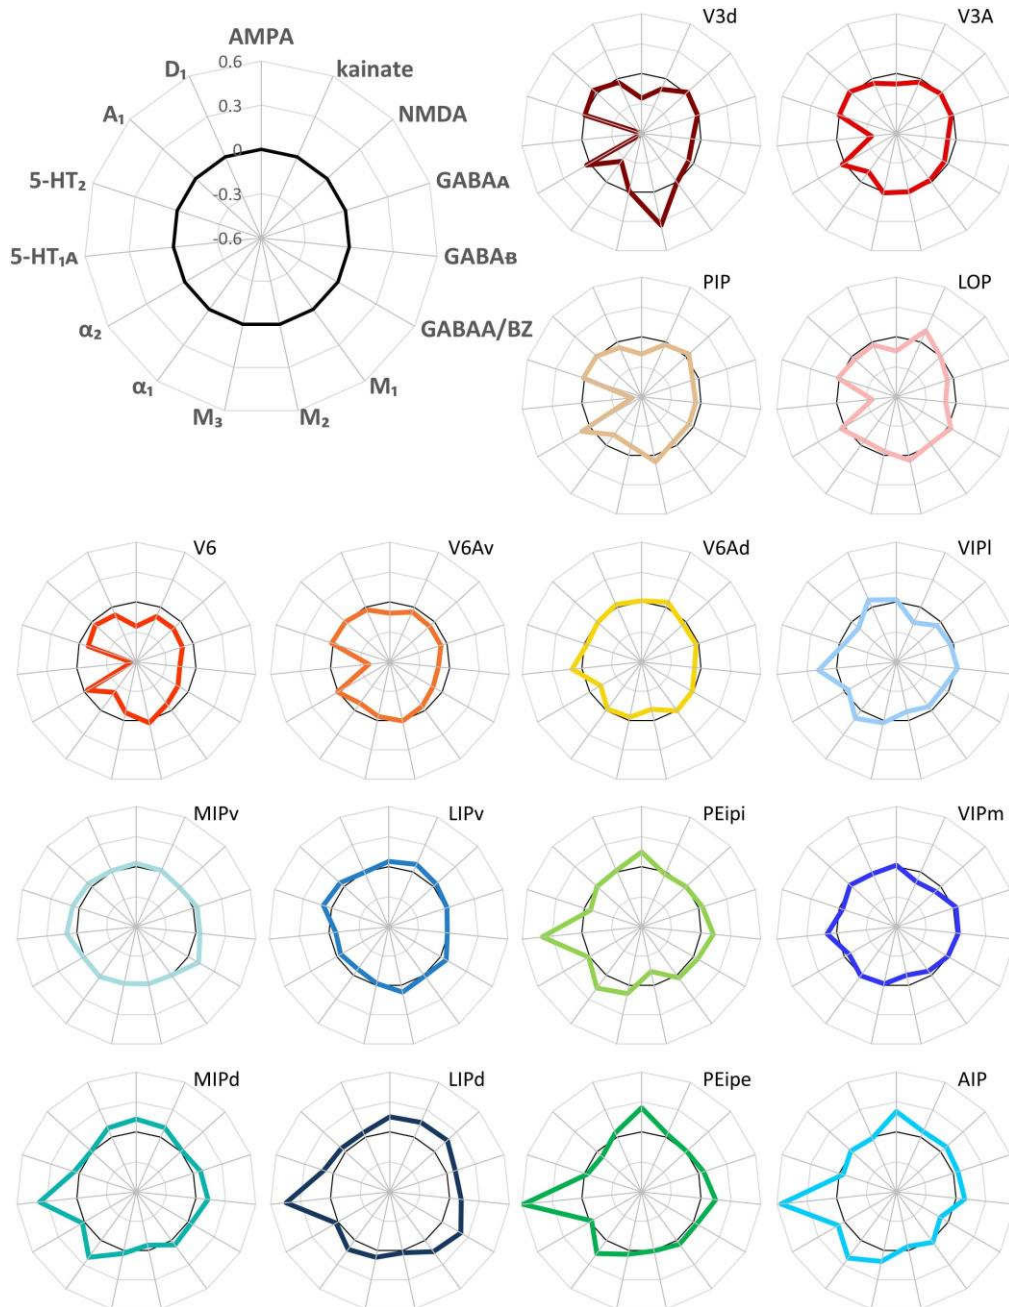 AMPA
kainate
NMDA
GABAA
GABAB
GABAA/BZ
M₁
M₂
M₃
α₁
α₂
5-HT₁A
5-HT₂
A₁
D₁
0.6
0.3
0
-0.3
-0.6
V3d
V3A
PIP
LOP
V6
V6Av
V6Ad
VIPl
MIPv
LIPv
PEipi
VIPm
MIPd
LIPd
PEipe
AIP